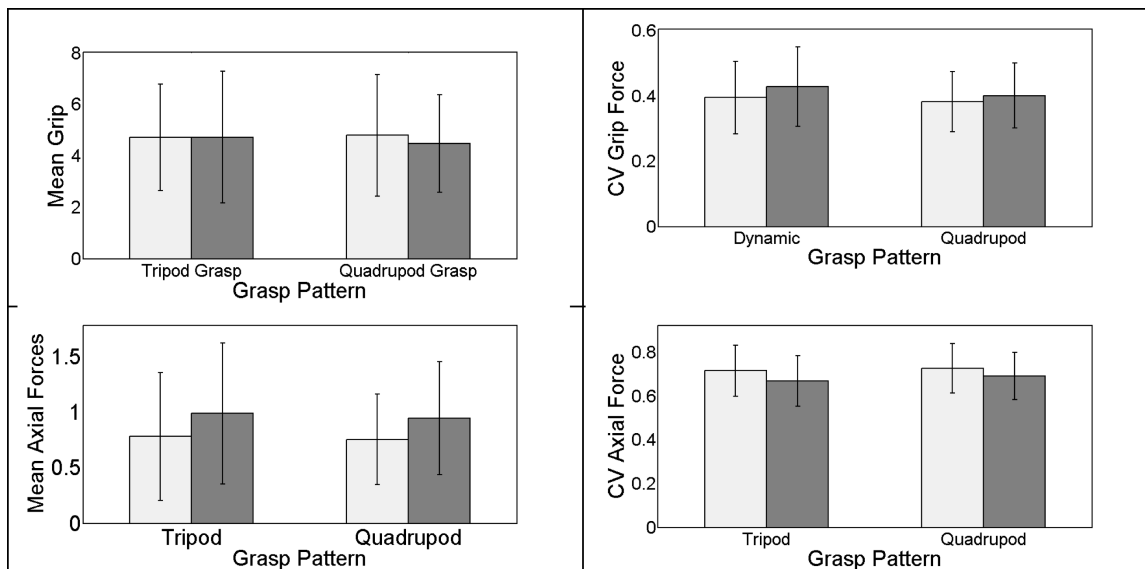 Mean Grip
8
6
4
2
0
Tripod Grasp Quadrupod Grasp
Grasp Pattern
CV Grip Force
0.6
0.4
0.2
0
Dynamic Quadrupod
Grasp Pattern
Mean Axial Forces
1.5
1
0.5
0
Tripod Quadrupod
Grasp Pattern
CV Axial Force
0.8
0.6
0.4
0.2
0
Tripod Quadrupod
Grasp Pattern